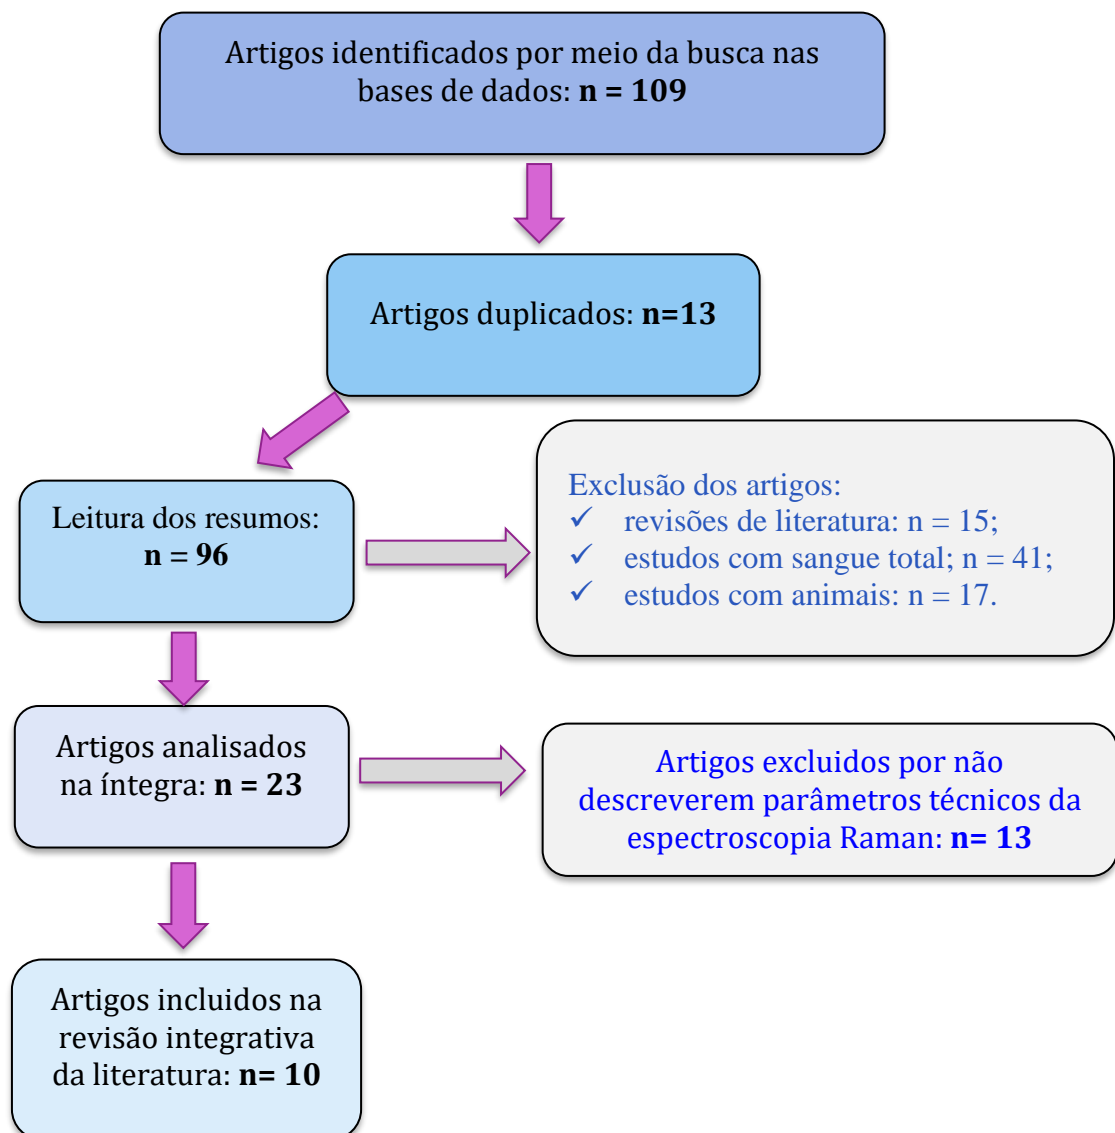 Artigos identificados por meio da busca nas
bases de dados: n = 109
Artigos duplicados: n=13
Leitura dos resumos:
n = 96
Exclusão dos artigos:
✓ revisões de literatura: n = 15;
✓ estudos com sangue total; n = 41;
✓ estudos com animais: n = 17.
Artigos analisados
na íntegra: n = 23
Artigos excluidos por não
descreverem parâmetros técnicos da
espectroscopia Raman: n= 13
Artigos incluidos na
revisão integrativa
da literatura: n= 10